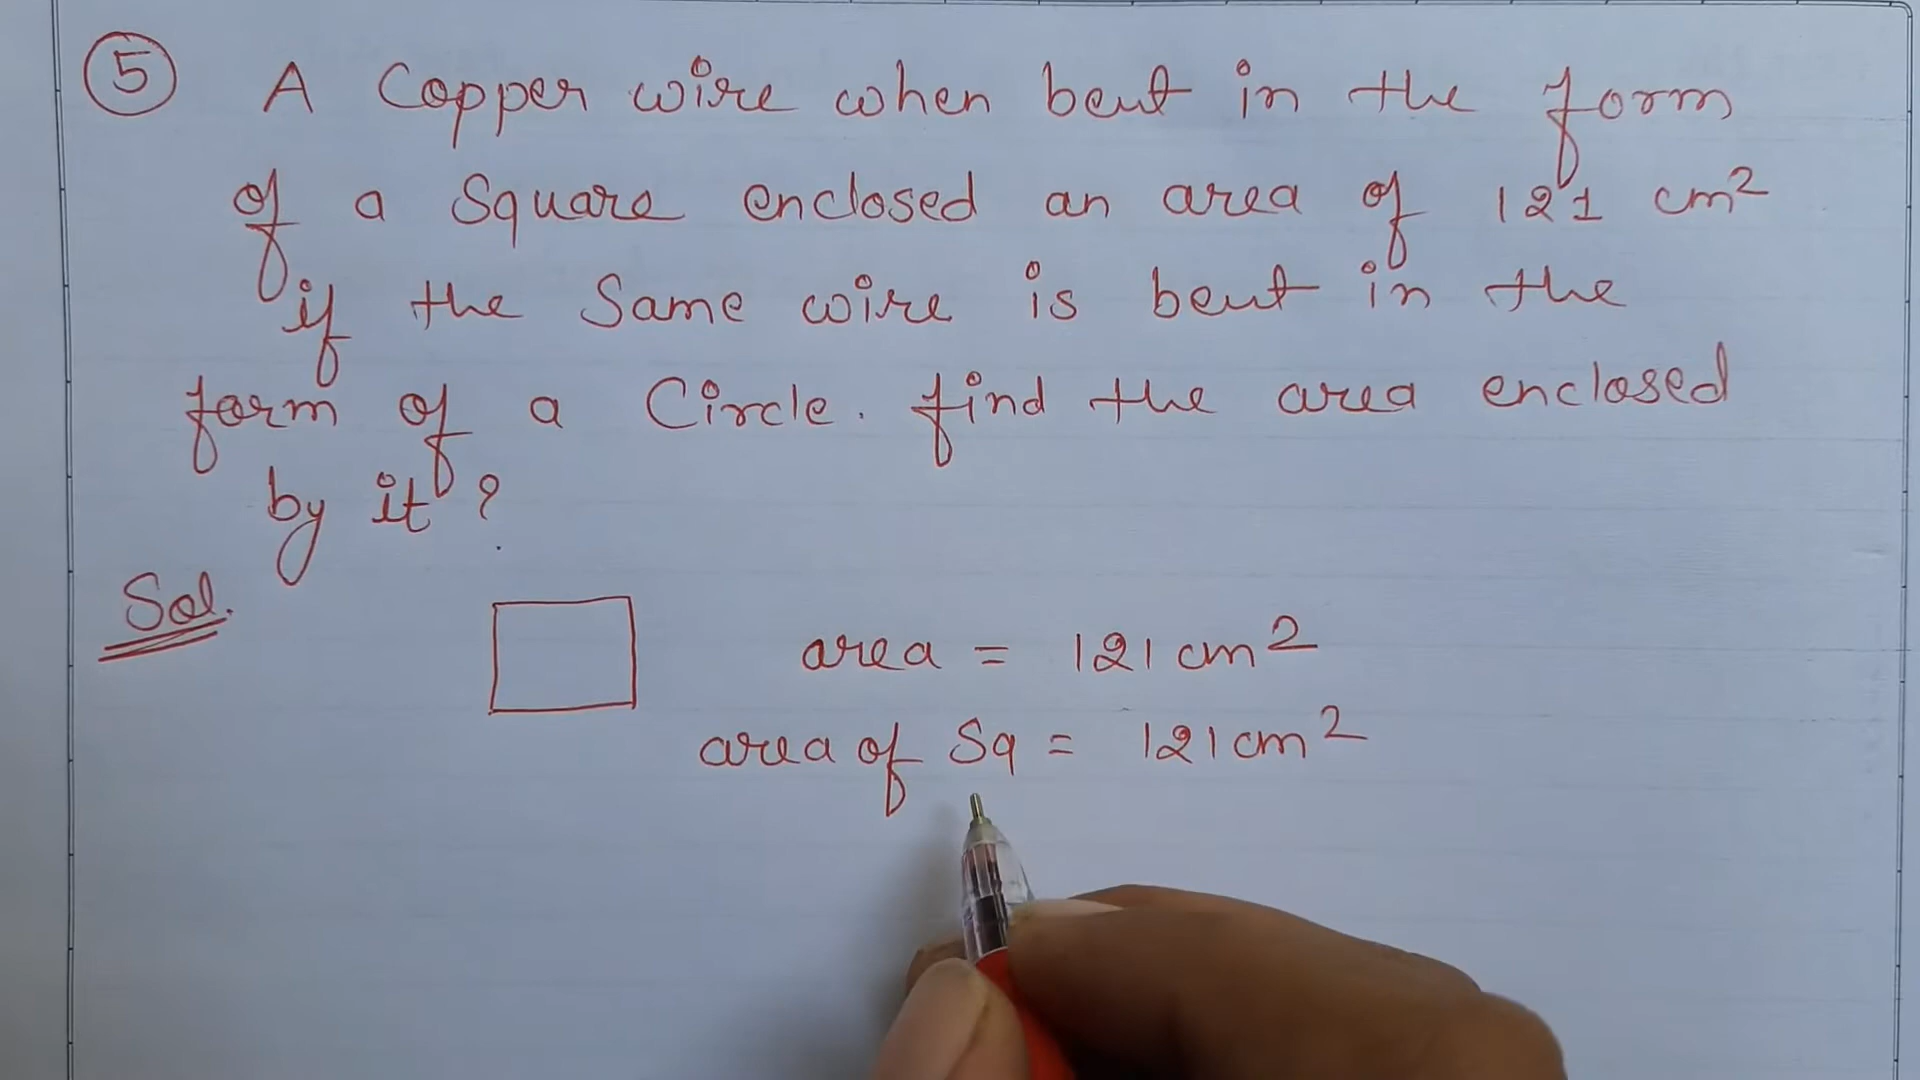 5 A Copper wire when bent in the form
of a Square enclosed an area of 121 cm²
if the Same wire is bent in the
form of a Circle. find the area enclosed
by it?
Sol.
area = 121 cm²
area of Sq = 121 cm²